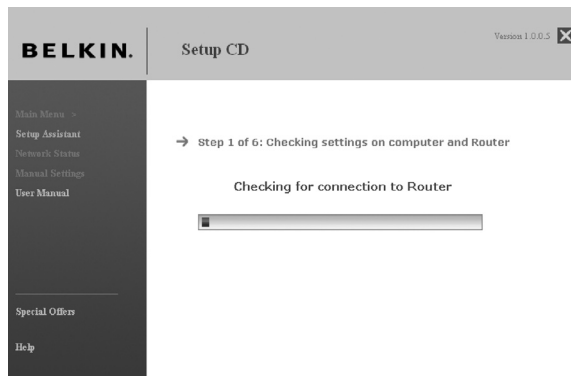 BELKIN.
Setup CD
Version 1.0.0.5
Main Menu >
Setup Assistant
Network Status
Manual Settings
User Manual
Special Offers
Help
→ Step 1 of 6: Checking settings on computer and Router
Checking for connection to Router